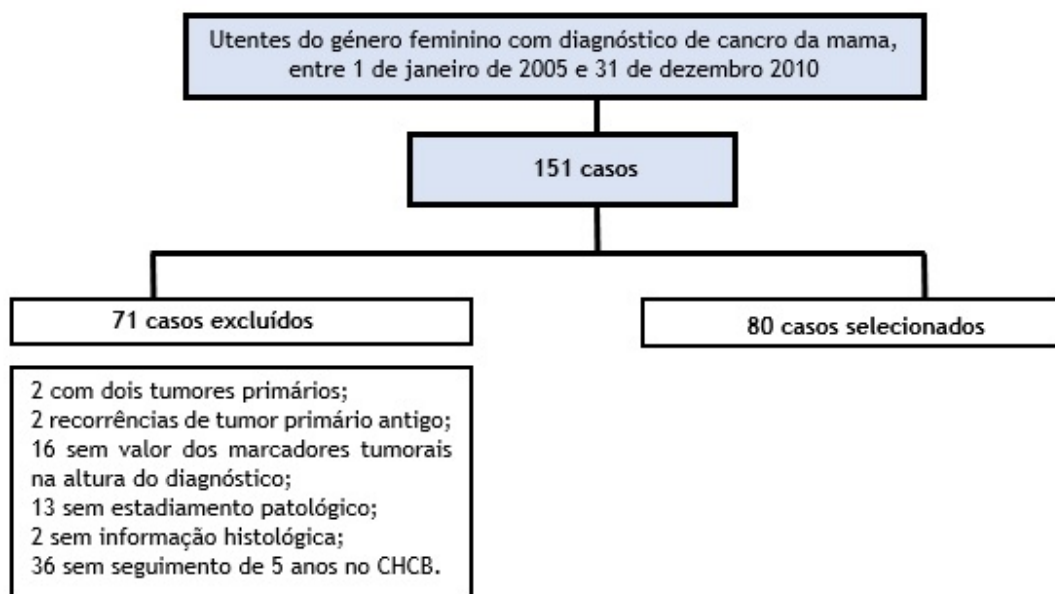 Utentes do género feminino com diagnóstico de cancro da mama,
entre 1 de janeiro de 2005 e 31 de dezembro 2010
151 casos
71 casos excluídos
80 casos selecionados
2 com dois tumores primários;
2 recorrências de tumor primário antigo;
16 sem valor dos marcadores tumorais
na altura do diagnóstico;
13 sem estadiamento patológico;
2 sem informação histológica;
36 sem seguimento de 5 anos no CHCB.